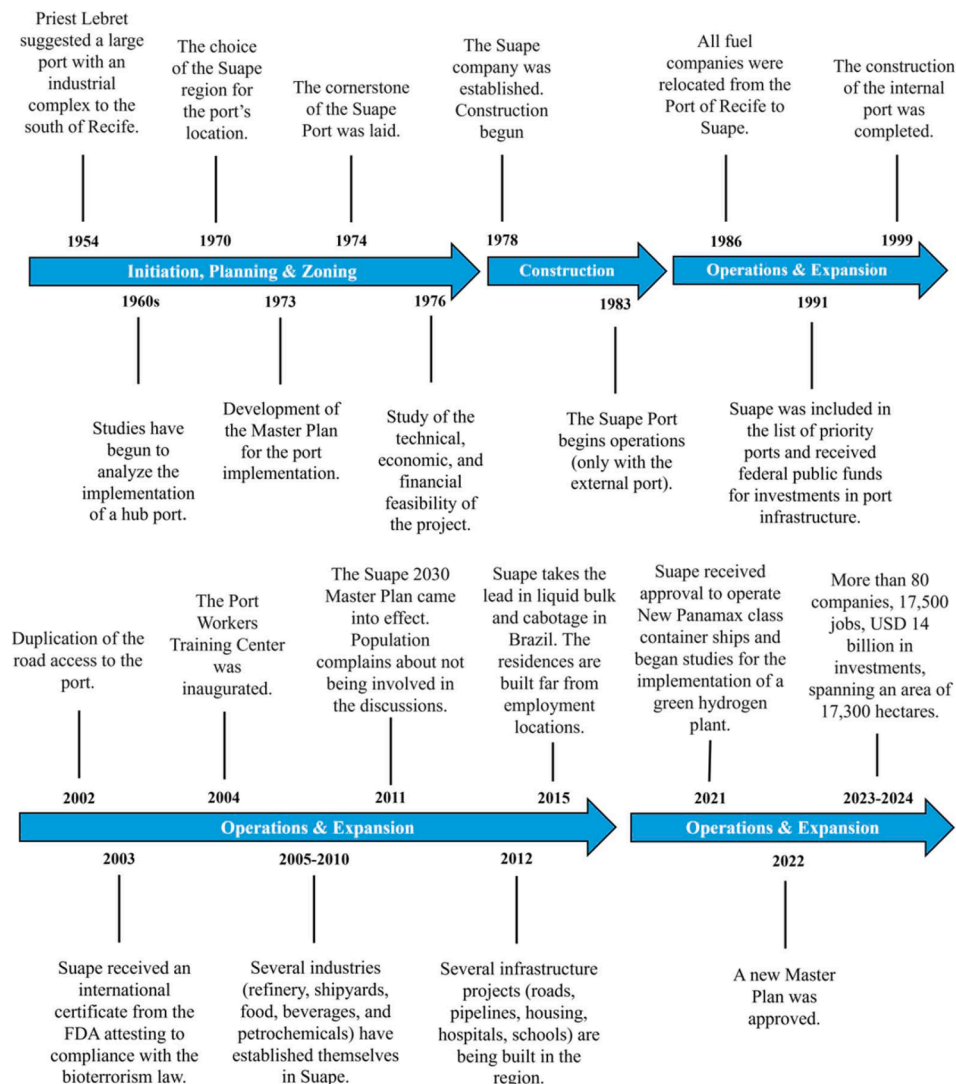 Priest Lebret
suggested a large
port with an
industrial
complex to the
south of Recife.
The choice
of the Suape
region for
the port's
location.
The cornerstone
of the Suape
Port was laid.
The Suape
company was
established.
Construction
begun
All fuel
companies were
relocated from the
Port of Recife to
Suape.
The construction
of the internal
port was
completed.
1954
1970
1974
1978
1986
1999
Initiation, Planning & Zoning
Construction
Operations & Expansion
1960s
1973
1976
1983
1991
Studies have
begun to
analyze the
implementation
of a hub port.
Development of
the Master Plan
for the port
implementation.
Study of the
technical,
economic, and
financial
feasibility of
the project.
The Suape Port
begins operations
(only with the
external port).
Suape was included in
the list of priority
ports and received
federal public funds
for investments in port
infrastructure.
Duplication of the
road access to the
port.
The Port
Workers
Training Center
was
inaugurated.
The Suape 2030
Master Plan came
into effect.
Population
complains about not
being involved in
the discussions.
Suape takes the
lead in liquid bulk
and cabotage in
Brazil. The
residences are
built far from
employment
locations.
Suape received
approval to operate
New Panamax class
container ships and
began studies for the
implementation of a
green hydrogen
plant.
More than 80
companies, 17,500
jobs, USD 14
billion in
investments,
spanning an area of
17,300 hectares.
2002
2004
2011
2015
2021
2023-2024
Operations & Expansion
Operations & Expansion
2003
2005-2010
2012
2022
Suape received an
international
certificate from the
FDA attesting to
compliance with the
bioterrorism law.
Several industries
(refinery, shipyards,
food, beverages, and
petrochemicals) have
established themselves
in Suape.
Several infrastructure
projects (roads,
pipelines, housing,
hospitals, schools) are
being built in the
region.
A new Master
Plan was
approved.